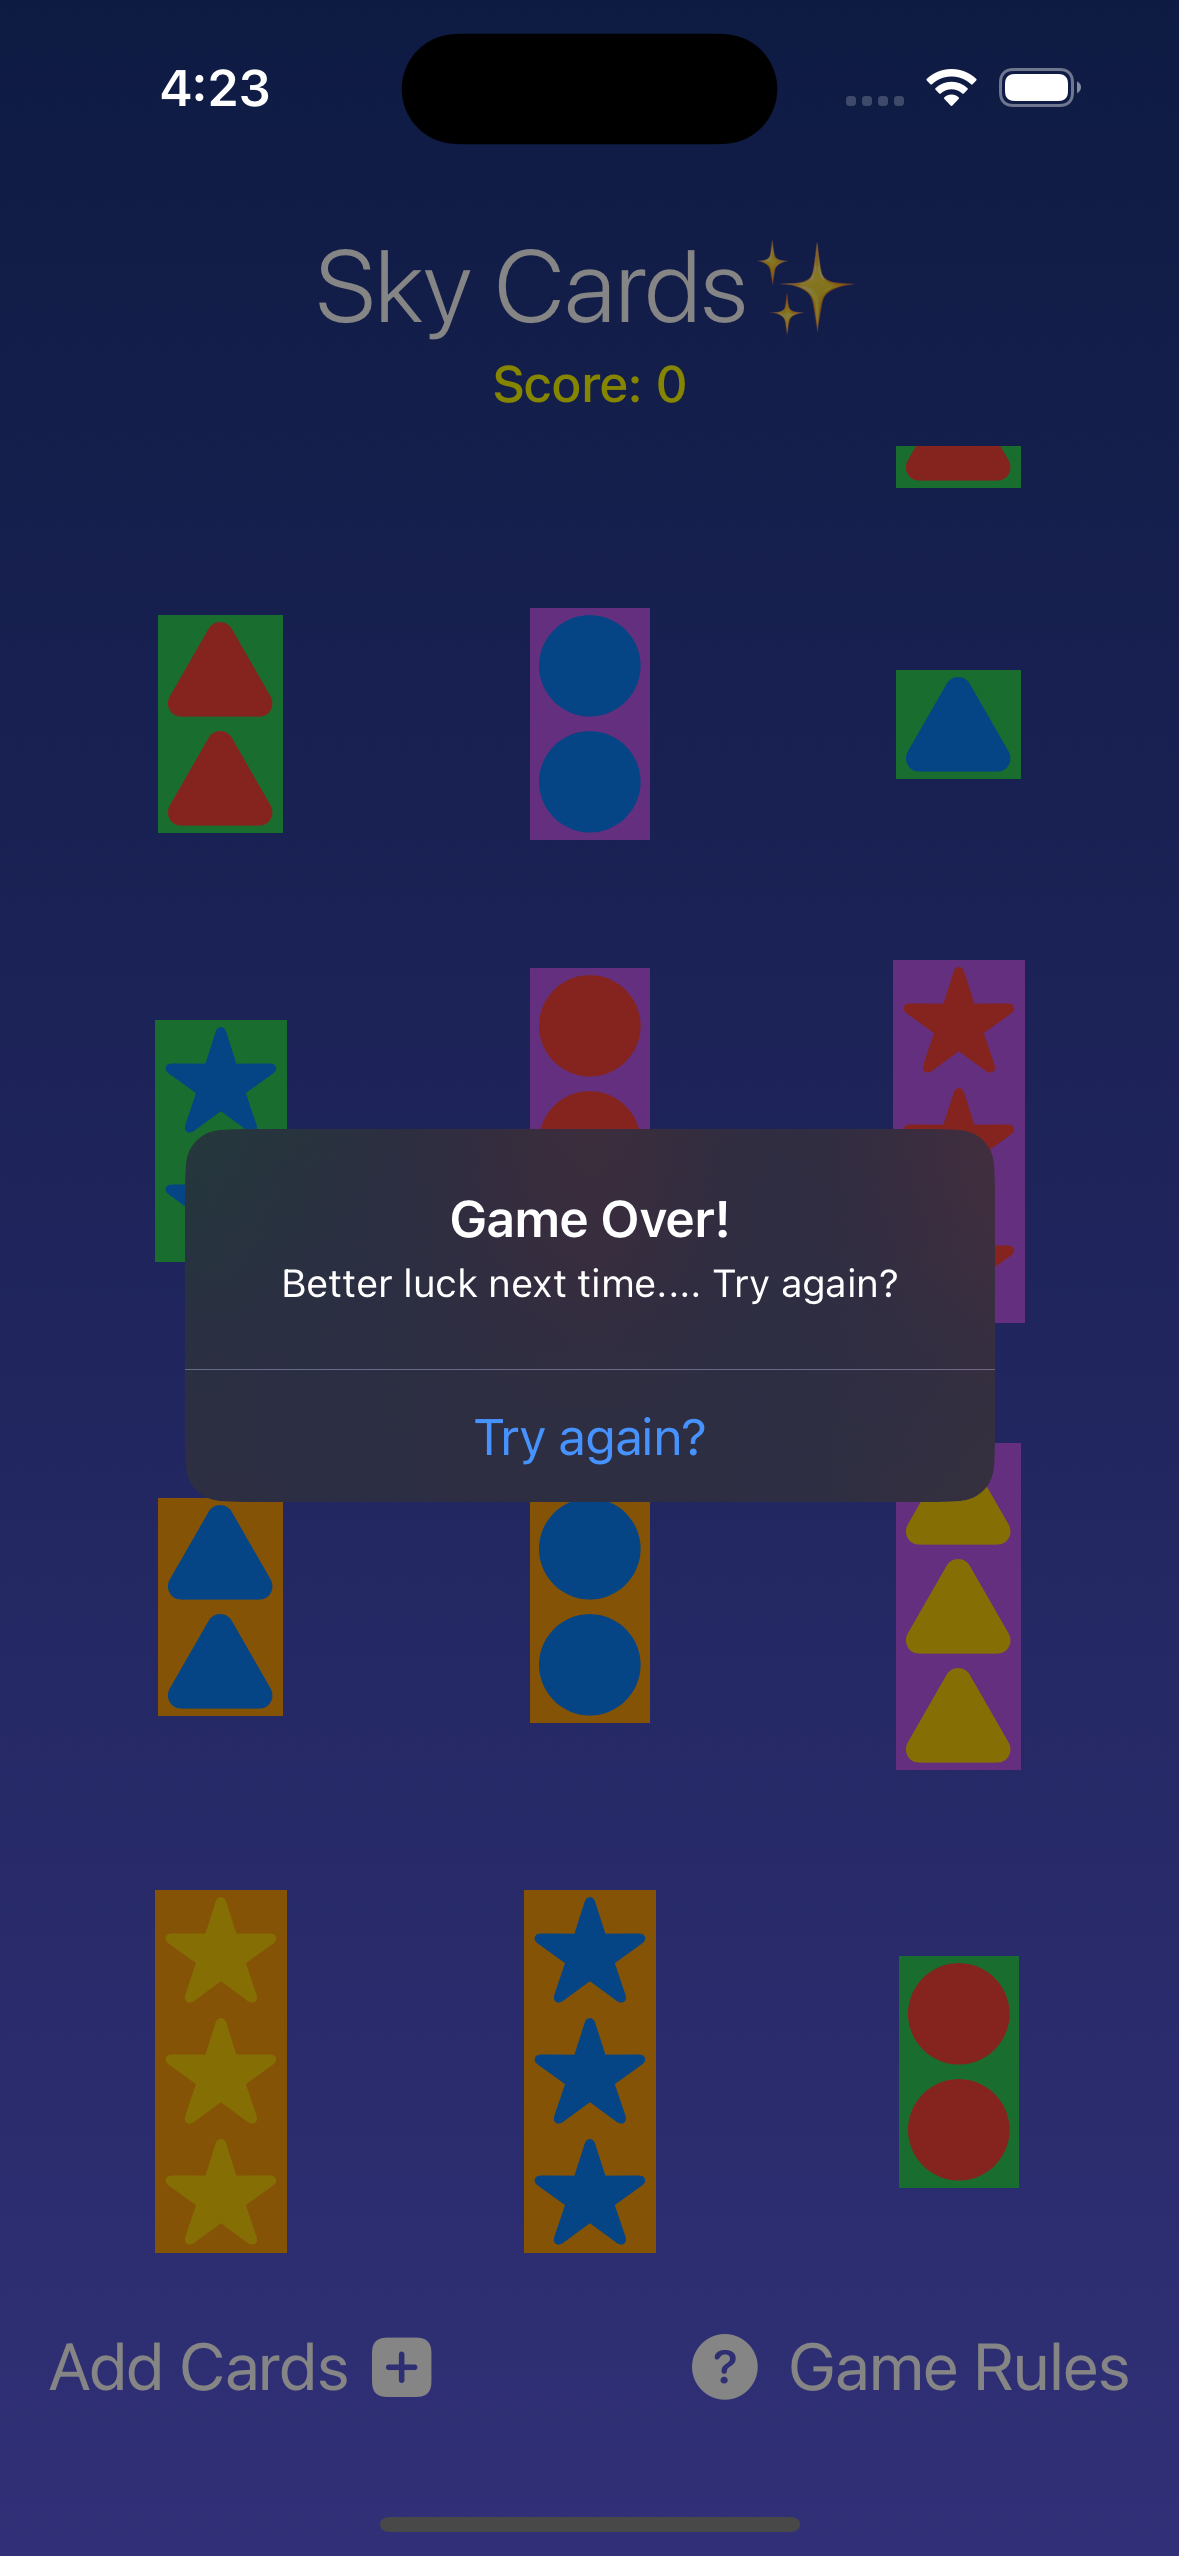 4:23
Sky Cards✨
Score: 0
Game Over!
Better luck next time.... Try again?
Try again?
Add Cards
? Game Rules